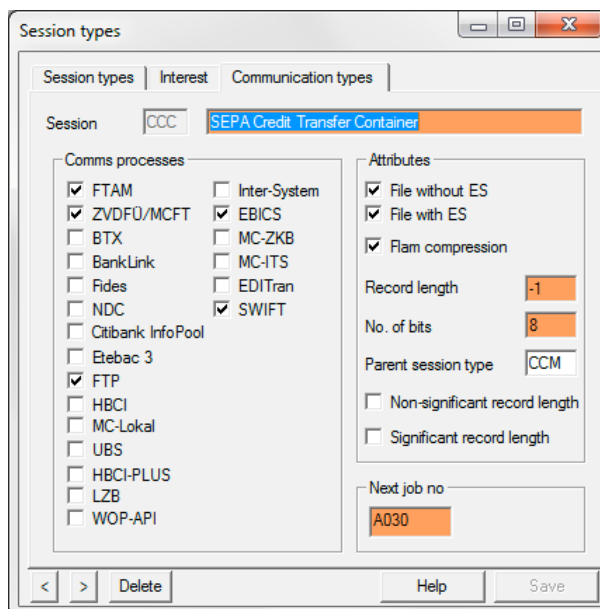 Session types
Session types Interest Communication types
Session CCC SEPA Credit Transfer Container
Comms processes
FTAM
ZVDFÜ/MCFT
BTX
BankLink
Fides
NDC
Citibank InfoPool
Etebac 3
FTP
HBCI
MC-Lokal
UBS
HBCI-PLUS
LZB
WOP-API
Inter-System
EBICS
MC-ZKB
MC-ITS
EDITran
SWIFT
Attributes
File without ES
File with ES
Flam compression
Record length -1
No. of bits 8
Parent session type CCM
Non-significant record length
Significant record length
Next job no
A030
< > Delete Help Save